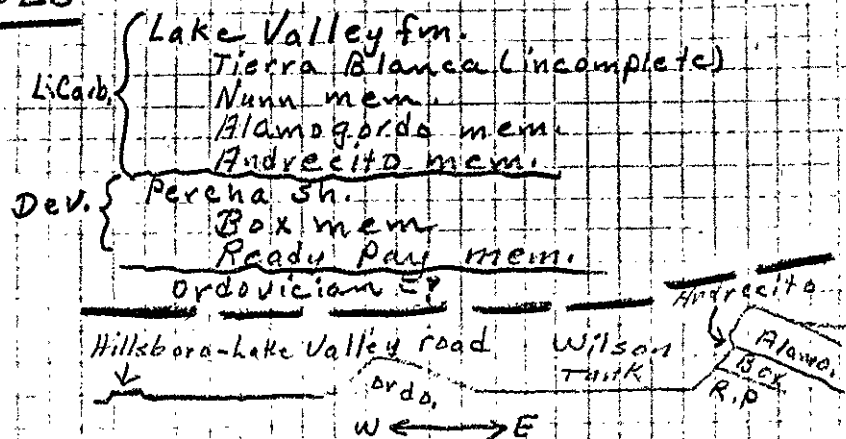 Lake Valley fm.
Tierra Blanca (incomplete)
L. Carb.
Nunn mem.
Alamogordo mem.
Andrecito mem.
Dev.
Percha sh.
Box mem.
Ready Pay mem.
Ordovician
Andrecito
Hillsboro-Lake Valley road
Wilson
Tank
Alamo.
Box
R.P
ordo.
W E